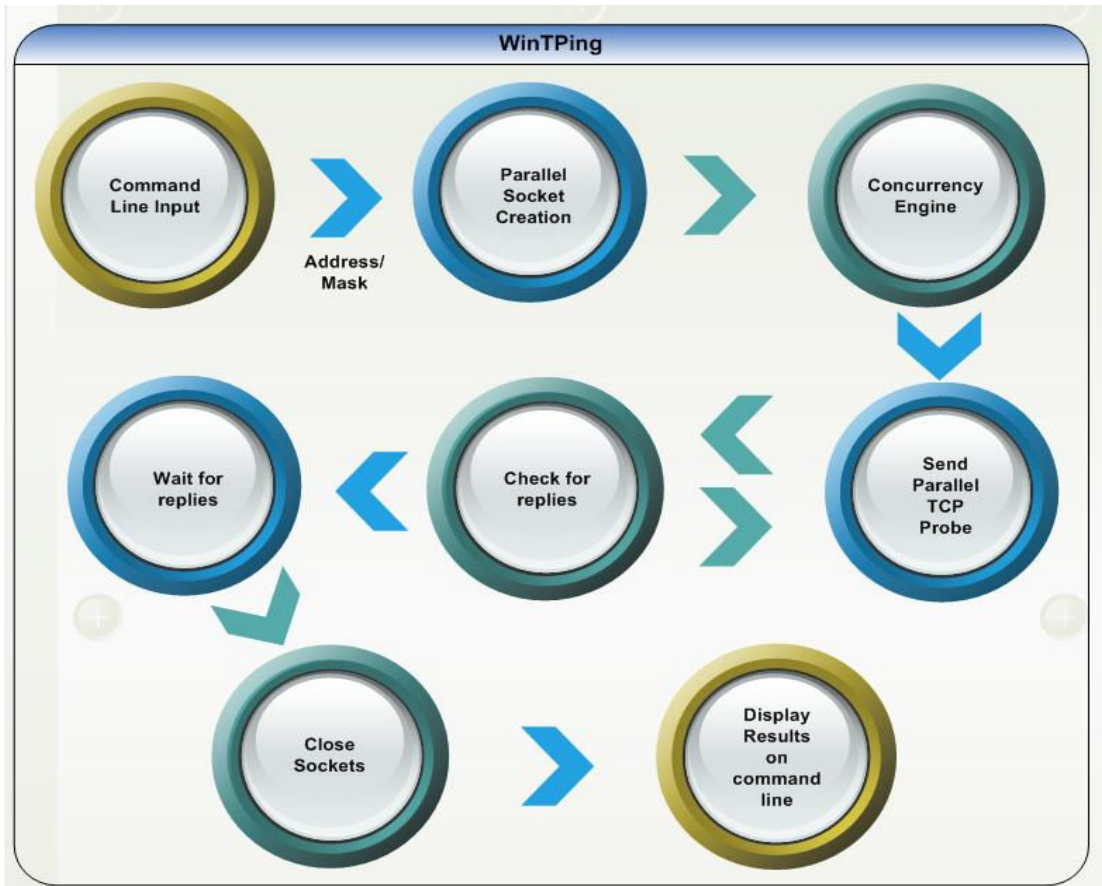 WinTPing
Command
Line Input
Address/
Mask
Parallel
Socket
Creation
Concurrency
Engine
Send
Parallel
TCP
Probe
Check for
replies
Wait for
replies
Close
Sockets
Display
Results
on
command
line